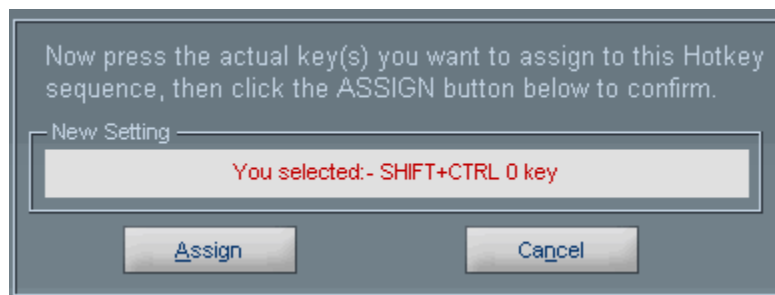 Now press the actual key(s) you want to assign to this Hotkey
sequence, then click the ASSIGN button below to confirm.
New Setting
You selected:- SHIFT+CTRL 0 key
Assign
Cancel